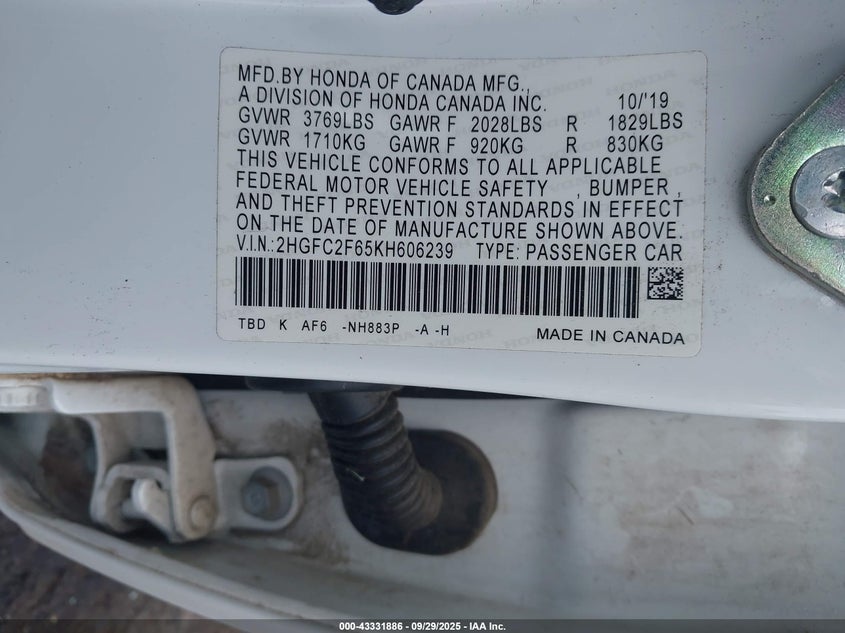 MFD.BY HONDA OF CANADA MFG.,
A DIVISION OF HONDA CANADA INC. 10/'19
GVWR 3769LBS GAWR F 2028LBS R 1829LBS
GVWR 1710KG GAWR F 920KG R 830KG
THIS VEHICLE CONFORMS TO ALL APPLICABLE
FEDERAL MOTOR VEHICLE SAFETY , BUMPER ,
AND THEFT PREVENTION STANDARDS IN EFFECT
ON THE DATE OF MANUFACTURE SHOWN ABOVE.
V.I.N.:2HGFC2F65KH606239 TYPE: PASSENGER CAR
TBD K AF6 -NH883P -A -H MADE IN CANADA
000-43331886 - 09/29/2025 - IAA Inc.